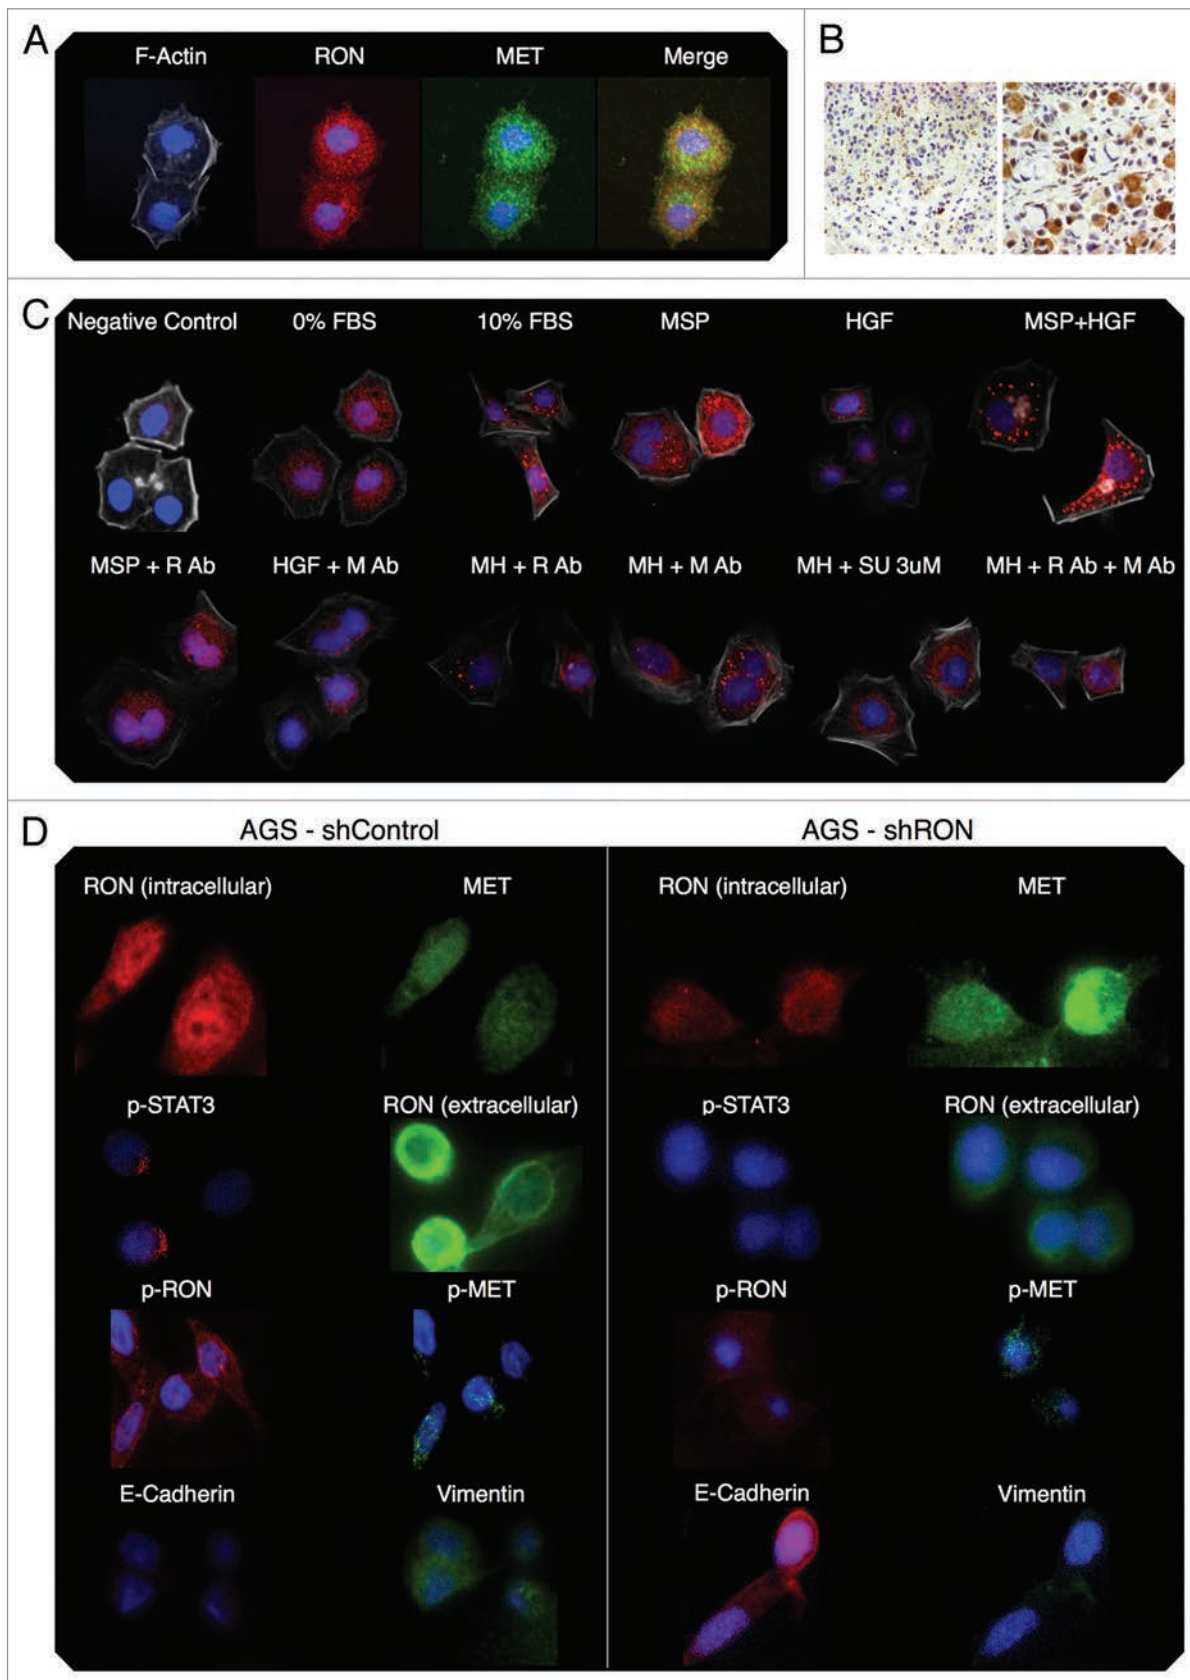 A
F-Actin RON MET Merge
B
C
Negative Control 0% FBS 10% FBS MSP HGF MSP+HGF
MSP + R Ab HGF + M Ab MH + R Ab MH + M Ab MH + SU 3uM MH + R Ab + M Ab
D
AGS - shControl AGS - shRON
RON (intracellular) MET RON (intracellular) MET
p-STAT3 RON (extracellular) p-STAT3 RON (extracellular)
p-RON p-MET p-RON p-MET
E-Cadherin Vimentin E-Cadherin Vimentin